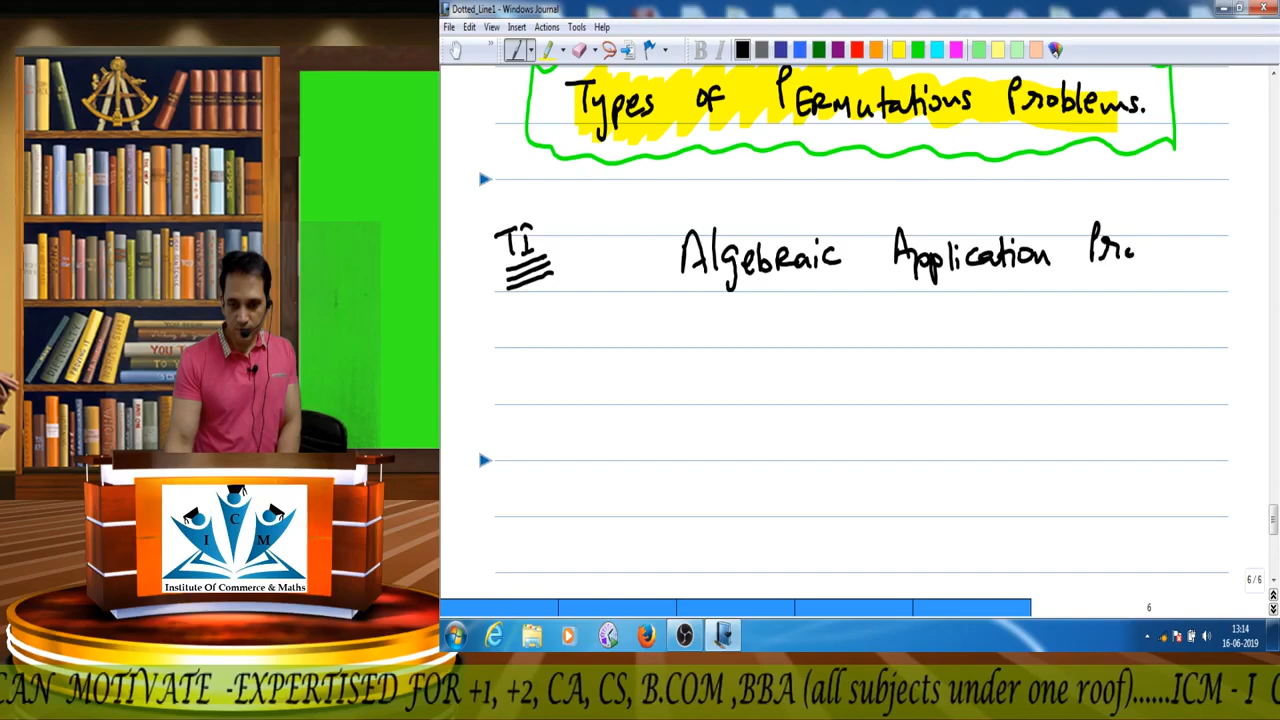 Dotted_Line1 - Windows Journal
File Edit View Insert Actions Tools Help
B I
Types of PERmutations Problems.
TI Algebraic Application Pro
6 / 6
6
I C M
Institute Of Commerce & Maths
13:14
16-06-2019
CAN MOTIVATE -EXPERTISED FOR +1, +2, CA, CS, B.COM ,BBA (all subjects under one roof)......ICM - I